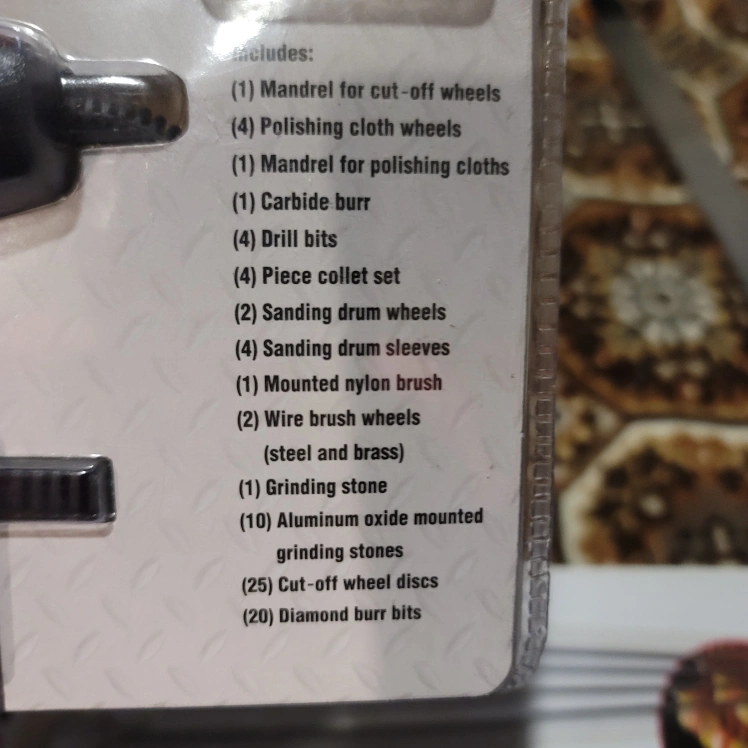 Includes:
(1) Mandrel for cut-off wheels
(4) Polishing cloth wheels
(1) Mandrel for polishing cloths
(1) Carbide burr
(4) Drill bits
(4) Piece collet set
(2) Sanding drum wheels
(4) Sanding drum sleeves
(1) Mounted nylon brush
(2) Wire brush wheels
(steel and brass)
(1) Grinding stone
(10) Aluminum oxide mounted
grinding stones
(25) Cut-off wheel discs
(20) Diamond burr bits